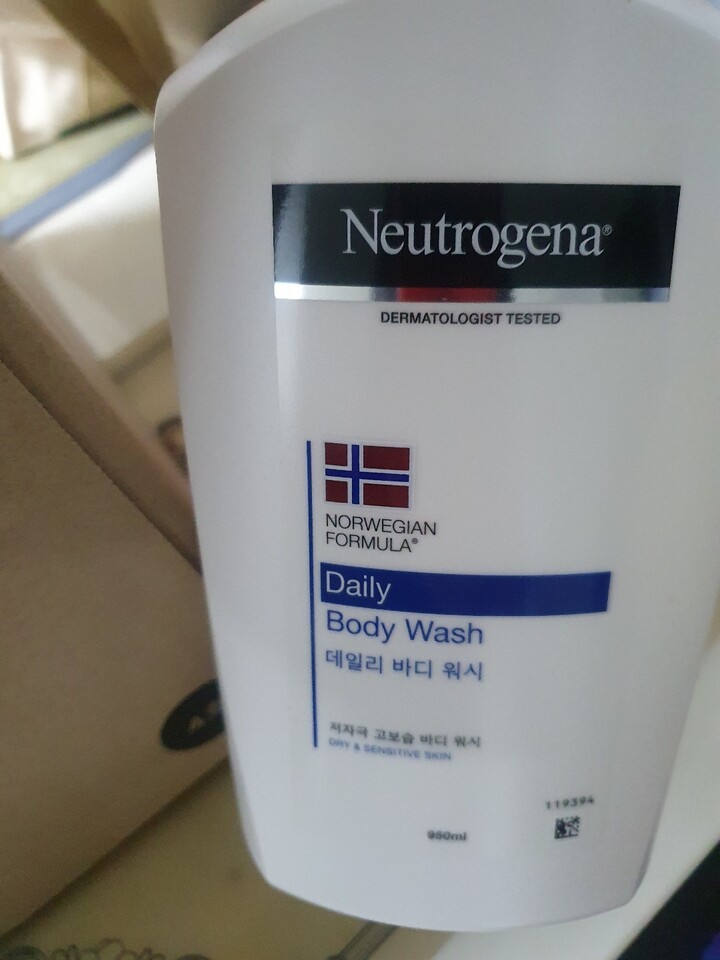 Neutrogena®
DERMATOLOGIST TESTED
NORWEGIAN
FORMULA®
Daily
Body Wash
데일리 바디 워시
저자극 고보습 바디 워시
DRY & SENSITIVE SKIN
119394